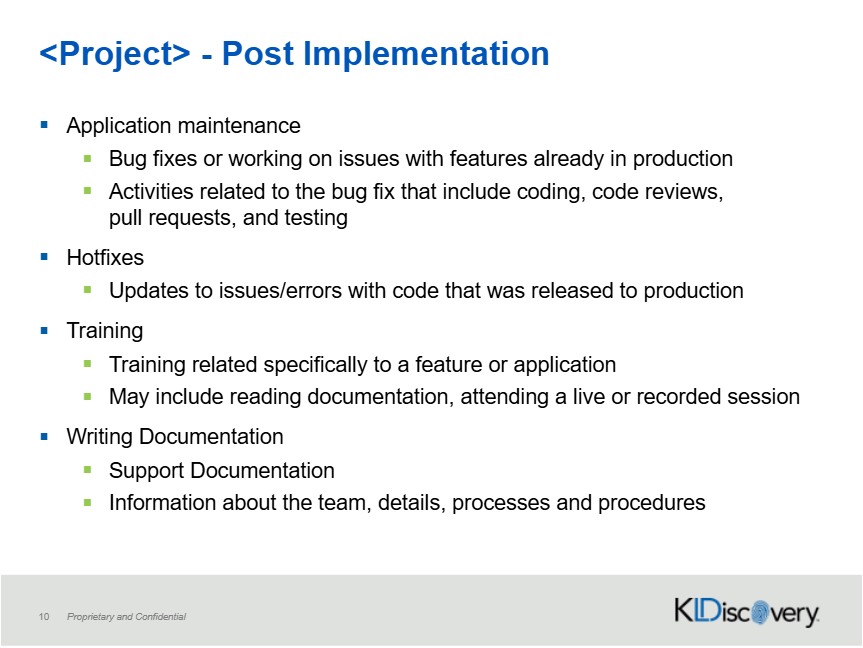 <Project> - Post Implementation
Application maintenance
Bug fixes or working on issues with features already in production
Activities related to the bug fix that include coding, code reviews,
pull requests, and testing
Hotfixes
Updates to issues/errors with code that was released to production
Training
Training related specifically to a feature or application
May include reading documentation, attending a live or recorded session
Writing Documentation
Support Documentation
Information about the team, details, processes and procedures
10 Proprietary and Confidential
KLDiscovery